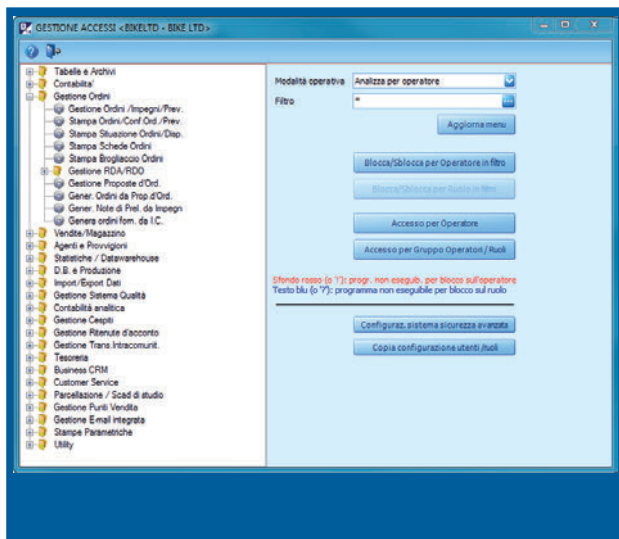 GESTIONE ACCESSI <BIKELTD - BIKE LTD>
Tabelle e Archivi
Contabilita'
Gestione Ordini
Gestione Ordini /Impegni/Prev.
Stampa Ordini/Conf Ord./Prev.
Stampa Situazione Ordini/Disp.
Stampa Schede Ordini
Stampa Brogliaccio Ordini
Gestione RDA/RDO
Gestione Proposte d'Ord.
Gener. Ordini da Prop.d'Ord.
Gener. Note di Prel. da Impegn
Genera ordini forn. da I.C.
Vendite/Magazzino
Agenti e Provvigioni
Statistiche / Datawarehouse
D.B. e Produzione
Import/Export Dati
Gestione Sistema Qualità
Contabilità analitica
Gestione Cespiti
Gestione Ritenute d'acconto
Gestione Trans.Intracomunit.
Tesoreria
Business CRM
Customer Service
Parcellazione / Scad di studio
Gestione Punti Vendita
Gestione E-mail integrata
Stampe Parametriche
Utility
Modalità operativa
Analizza per operatore
Filtro
*
Aggiorna menu
Blocca/Sblocca per Operatore in filtro
Blocca/Sblocca per Ruolo in filtro
Accesso per Operatore
Accesso per Gruppo Operatori / Ruoli
Sfondo rosso (o '!'): progr. non eseguib. per blocco sull'operatore
Testo blu (o '?'): programma non eseguibile per blocco sul ruolo
Configuraz. sistema sicurezza avanzata
Copia configurazione utenti /ruoli